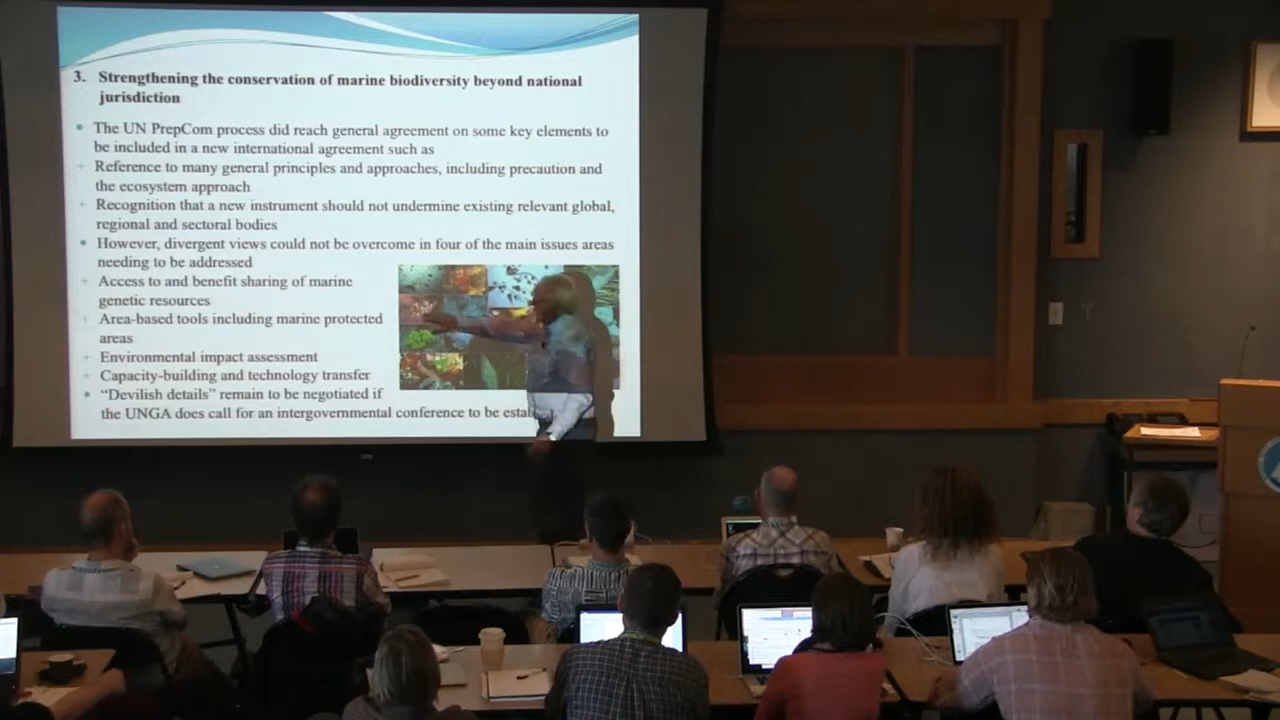 3. Strengthening the conservation of marine biodiversity beyond national
jurisdiction
• The UN PrepCom process did reach general agreement on some key elements to
be included in a new international agreement such as
+ Reference to many general principles and approaches, including precaution and
the ecosystem approach
+ Recognition that a new instrument should not undermine existing relevant global,
regional and sectoral bodies
• However, divergent views could not be overcome in four of the main issues areas
needing to be addressed
+ Access to and benefit sharing of marine
genetic resources
+ Area-based tools including marine protected
areas
+ Environmental impact assessment
+ Capacity-building and technology transfer
• “Devilish details” remain to be negotiated if
the UNGA does call for an intergovernmental conference to be